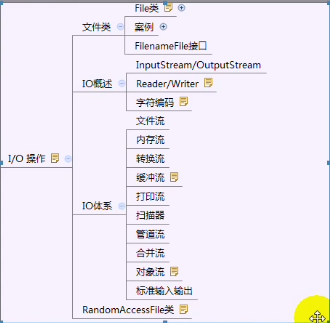 File类
文件类
案例
FilenameFile接口
InputStream/OutputStream
IO概述
Reader/Writer
字符编码
I/O 操作
文件流
内存流
转换流
缓冲流
打印流
IO体系
扫描器
管道流
合并流
对象流
标准输入输出
RandomAccessFile类